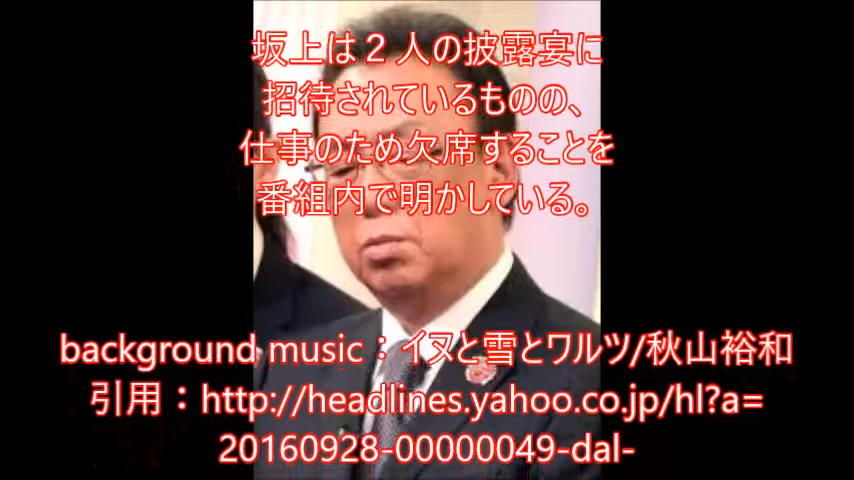 坂上は２人の披露宴に
招待されているものの、
仕事のため欠席することを
番組内で明かしている。
background music：イヌと雪とワルツ/秋山裕和
引用：http://headlines.yahoo.co.jp/hl?a=
20160928-00000049-dal-